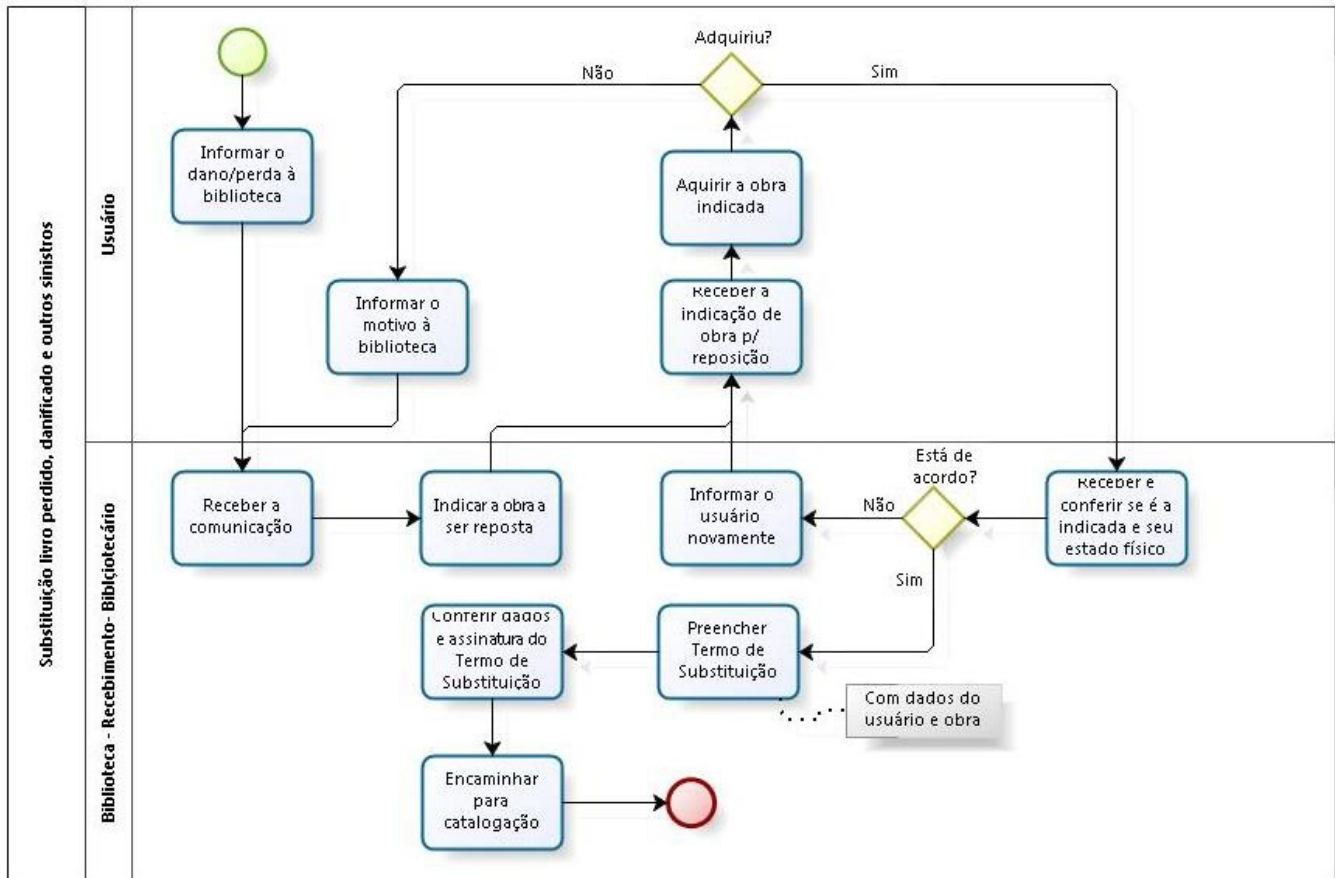 Substituição livro perdido, danificado e outros sinistros
Usuário
Adquiriu?
Não
Sim
Informar o
dano/perda à
biblioteca
Aquirir a obra
indicada
Informar o
motivo à
biblioteca
Receber a
indicação de
obra p/
reposição
Biblioteca - Recebimento- Biblçiotecário
Está de
acordo?
Receber a
comunicação
Indicar a obra a
ser reposta
Informar o
usuário
novamente
Não
Receber e
conferir se é a
indicada e seu
estado físico
Sim
Conferir dados
e assinatura do
Termo de
Substituição
Preencher
Termo de
Substituição
Com dados do
usuário e obra
Encaminhar
para
catalogação